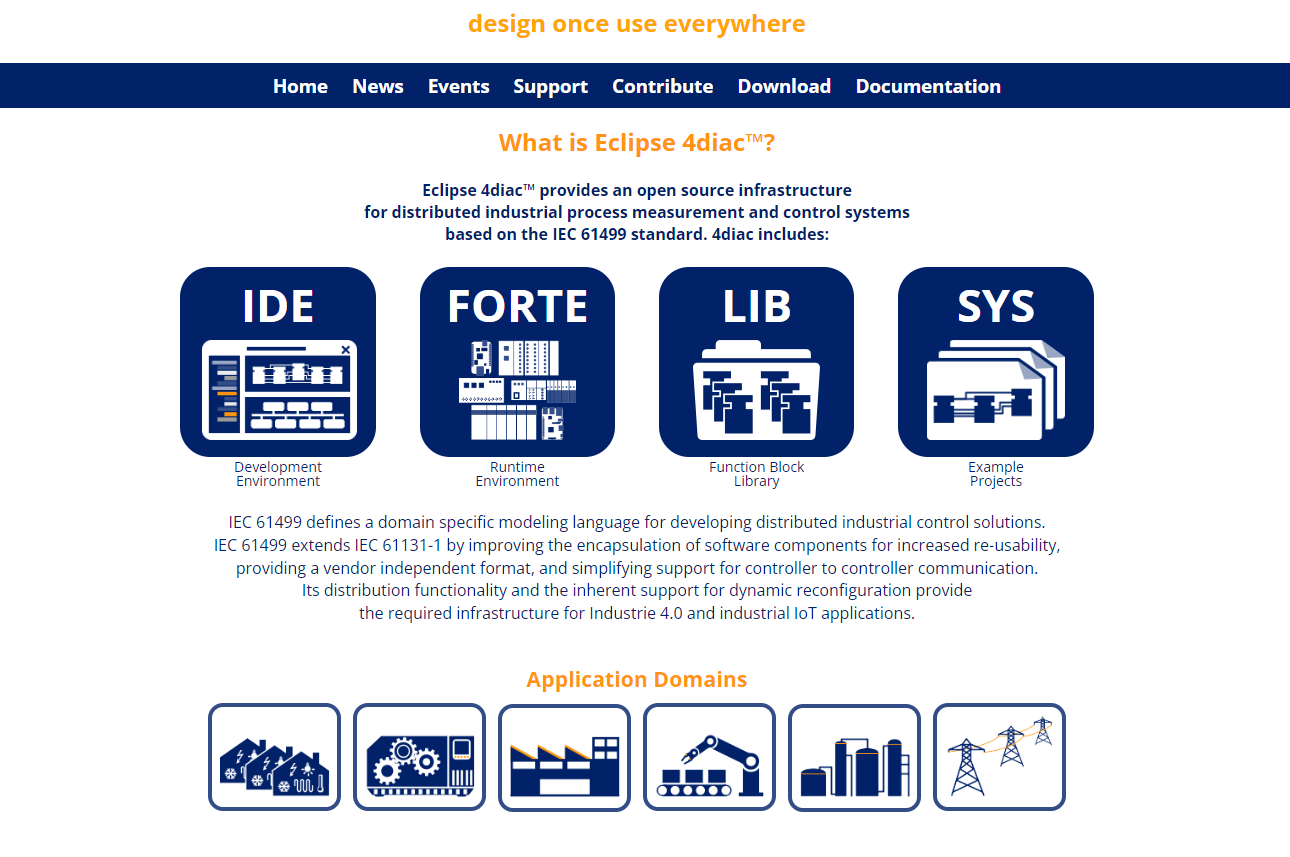 design once use everywhere
Home News Events Support Contribute Download Documentation
What is Eclipse 4diac™?
Eclipse 4diac™ provides an open source infrastructure
for distributed industrial process measurement and control systems
based on the IEC 61499 standard. 4diac includes:
IDE FORTE LIB SYS
Development Environment
Runtime Environment
Function Block Library
Example Projects
IEC 61499 defines a domain specific modeling language for developing distributed industrial control solutions.
IEC 61499 extends IEC 61131-1 by improving the encapsulation of software components for increased re-usability,
providing a vendor independent format, and simplifying support for controller to controller communication.
Its distribution functionality and the inherent support for dynamic reconfiguration provide
the required infrastructure for Industrie 4.0 and industrial IoT applications.
Application Domains